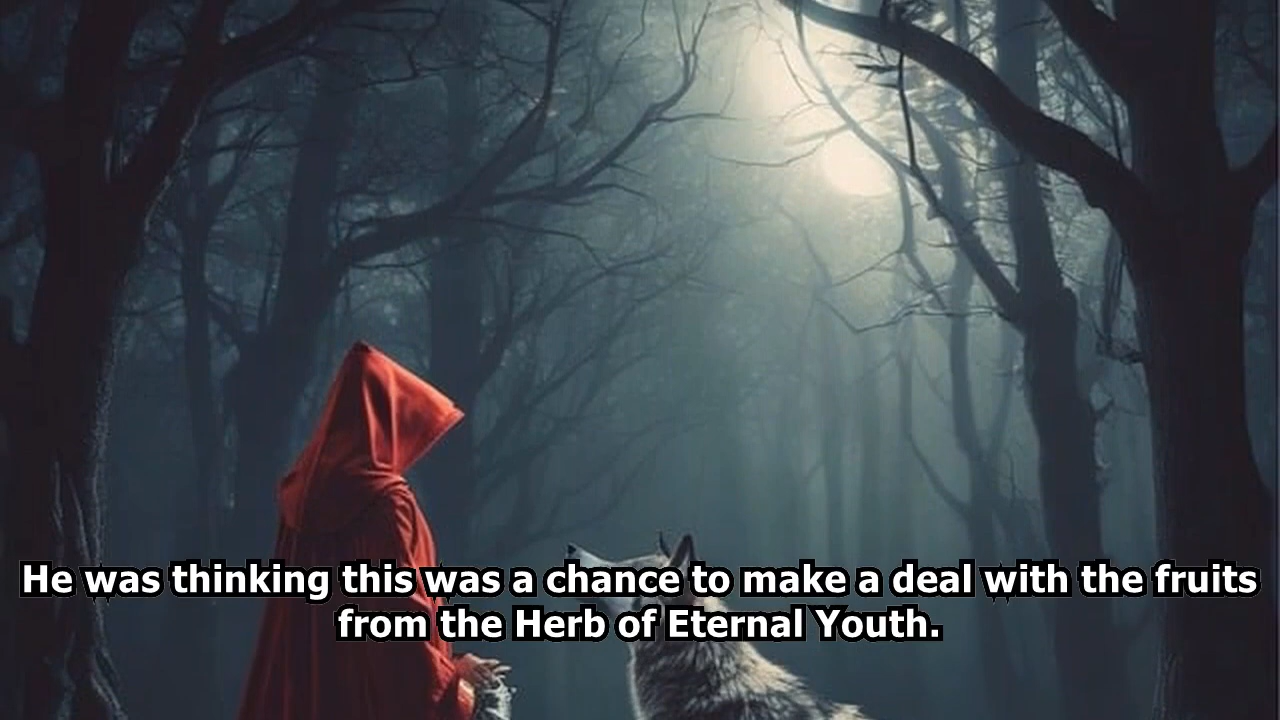 He was thinking this was a chance to make a deal with the fruits
from the Herb of Eternal Youth.